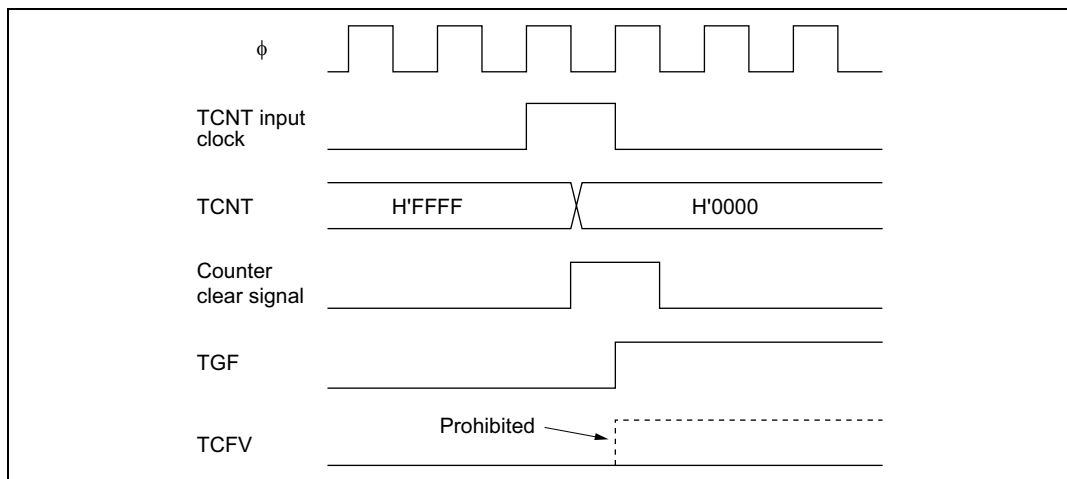 ϕ
TCNT input
clock
TCNT
H'FFFF
H'0000
Counter
clear signal
TGF
Prohibited
TCFV